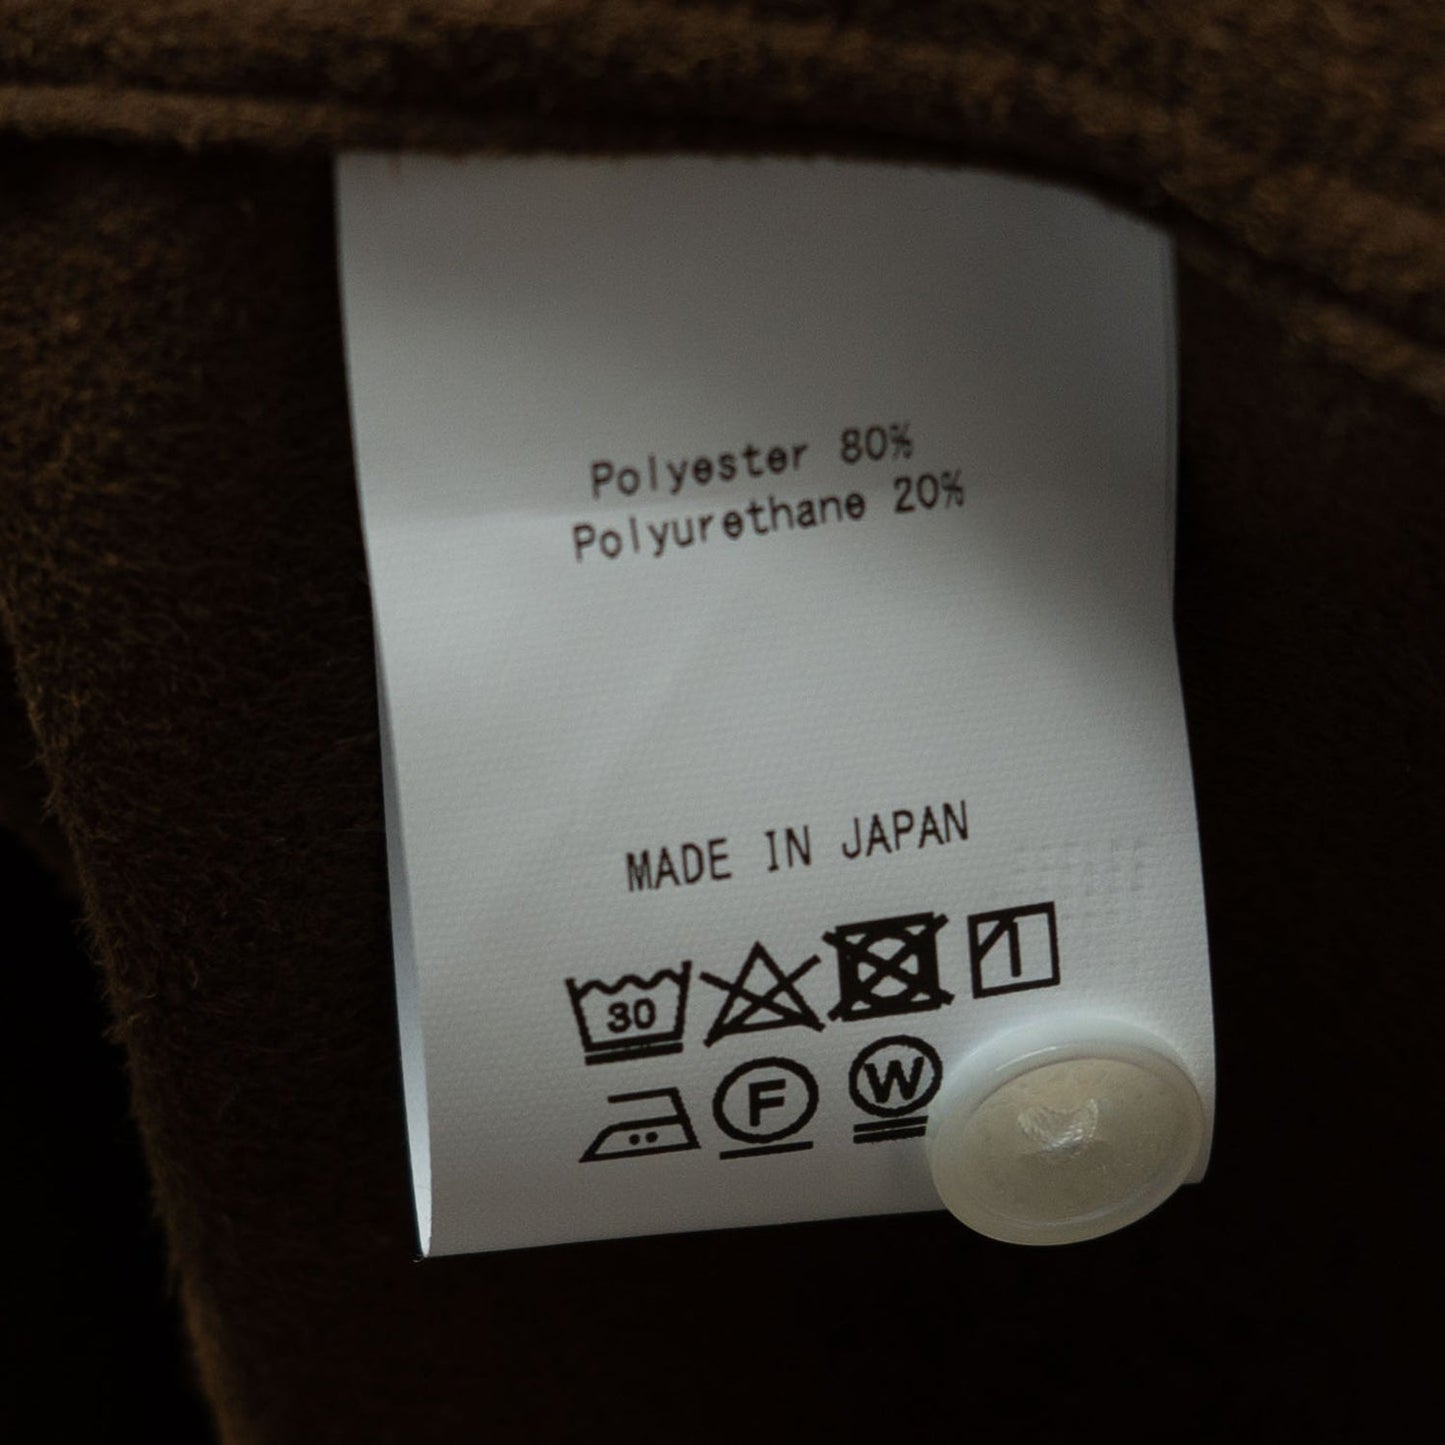 Polyester 80%
Polyurethane 20%
MADE IN JAPAN
30
F
W